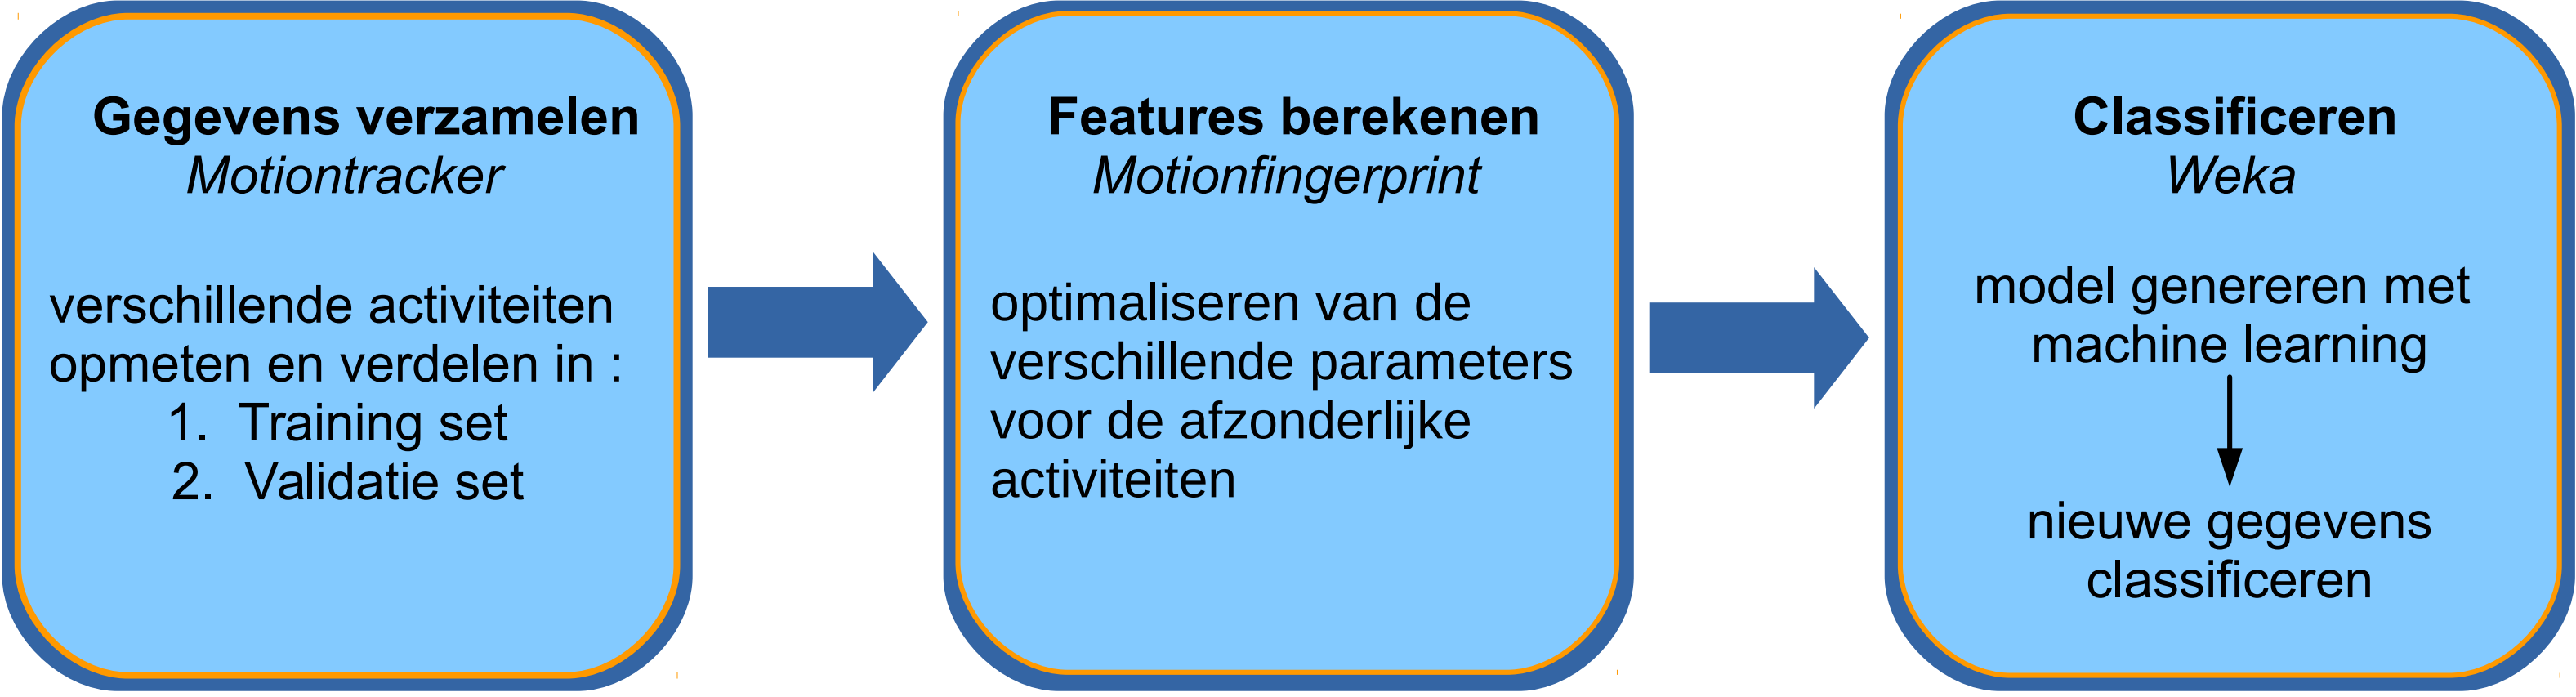 Gegevens verzamelen
Motiontracker
verschillende activiteiten
opmeten en verdelen in :
1. Training set
2. Validatie set
Features berekenen
Motionfingerprint
optimaliseren van de
verschillende parameters
voor de afzonderlijke
activiteiten
Classificeren
Weka
model genereren met
machine learning
nieuwe gegevens
classificeren